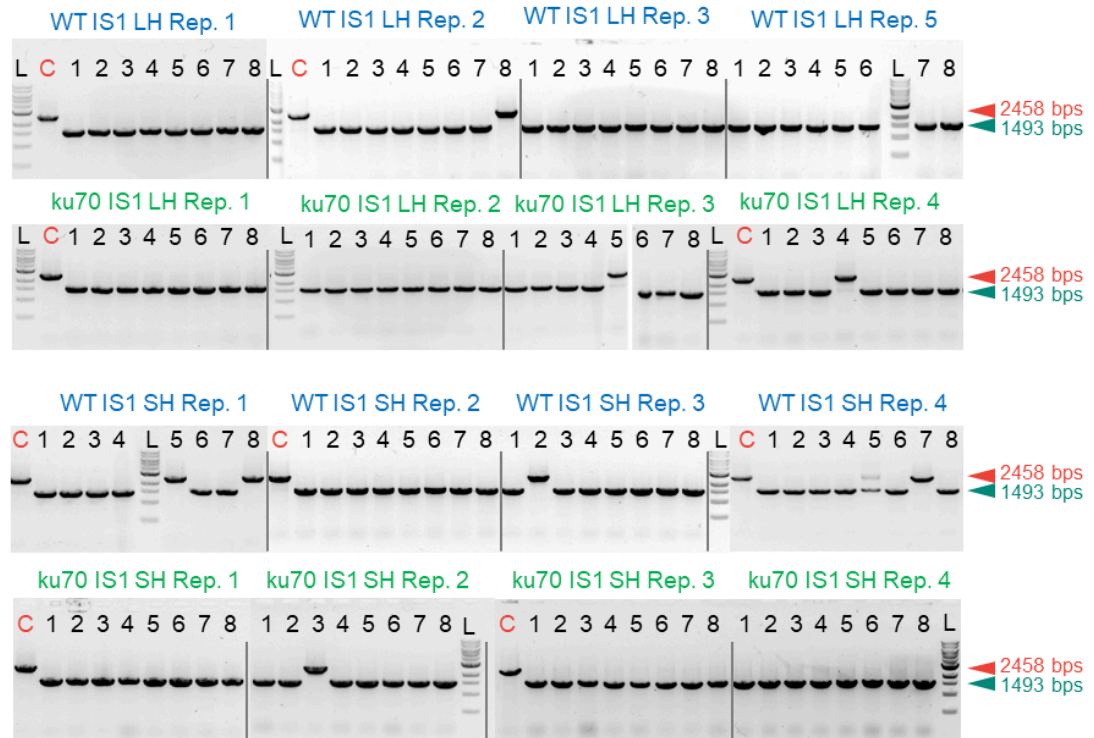 WT IS1 LH Rep. 1 WT IS1 LH Rep. 2 WT IS1 LH Rep. 3 WT IS1 LH Rep. 5
L C 1 2 3 4 5 6 7 8 L C 1 2 3 4 5 6 7 8 1 2 3 4 5 6 7 8 1 2 3 4 5 6 L 7 8
2458 bps
1493 bps
ku70 IS1 LH Rep. 1 ku70 IS1 LH Rep. 2 ku70 IS1 LH Rep. 3 ku70 IS1 LH Rep. 4
L C 1 2 3 4 5 6 7 8 L 1 2 3 4 5 6 7 8 1 2 3 4 5 6 7 8 L C 1 2 3 4 5 6 7 8
2458 bps
1493 bps
WT IS1 SH Rep. 1 WT IS1 SH Rep. 2 WT IS1 SH Rep. 3 WT IS1 SH Rep. 4
C 1 2 3 4 L 5 6 7 8 C 1 2 3 4 5 6 7 8 1 2 3 4 5 6 7 8 L C 1 2 3 4 5 6 7 8
2458 bps
1493 bps
ku70 IS1 SH Rep. 1 ku70 IS1 SH Rep. 2 ku70 IS1 SH Rep. 3 ku70 IS1 SH Rep. 4
C 1 2 3 4 5 6 7 8 1 2 3 4 5 6 7 8 L C 1 2 3 4 5 6 7 8 1 2 3 4 5 6 7 8 L
2458 bps
1493 bps